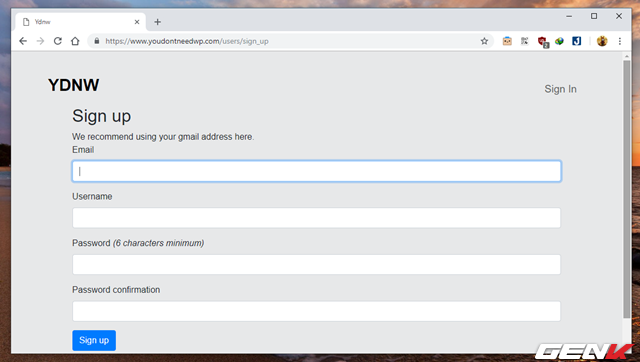 Ydnw
https://www.youdontneedwp.com/users/sign_up
2
YDNW
Sign In
Sign up
We recommend using your gmail address here.
Email
Username
Password (6 characters minimum)
Password confirmation
Sign up
GENK